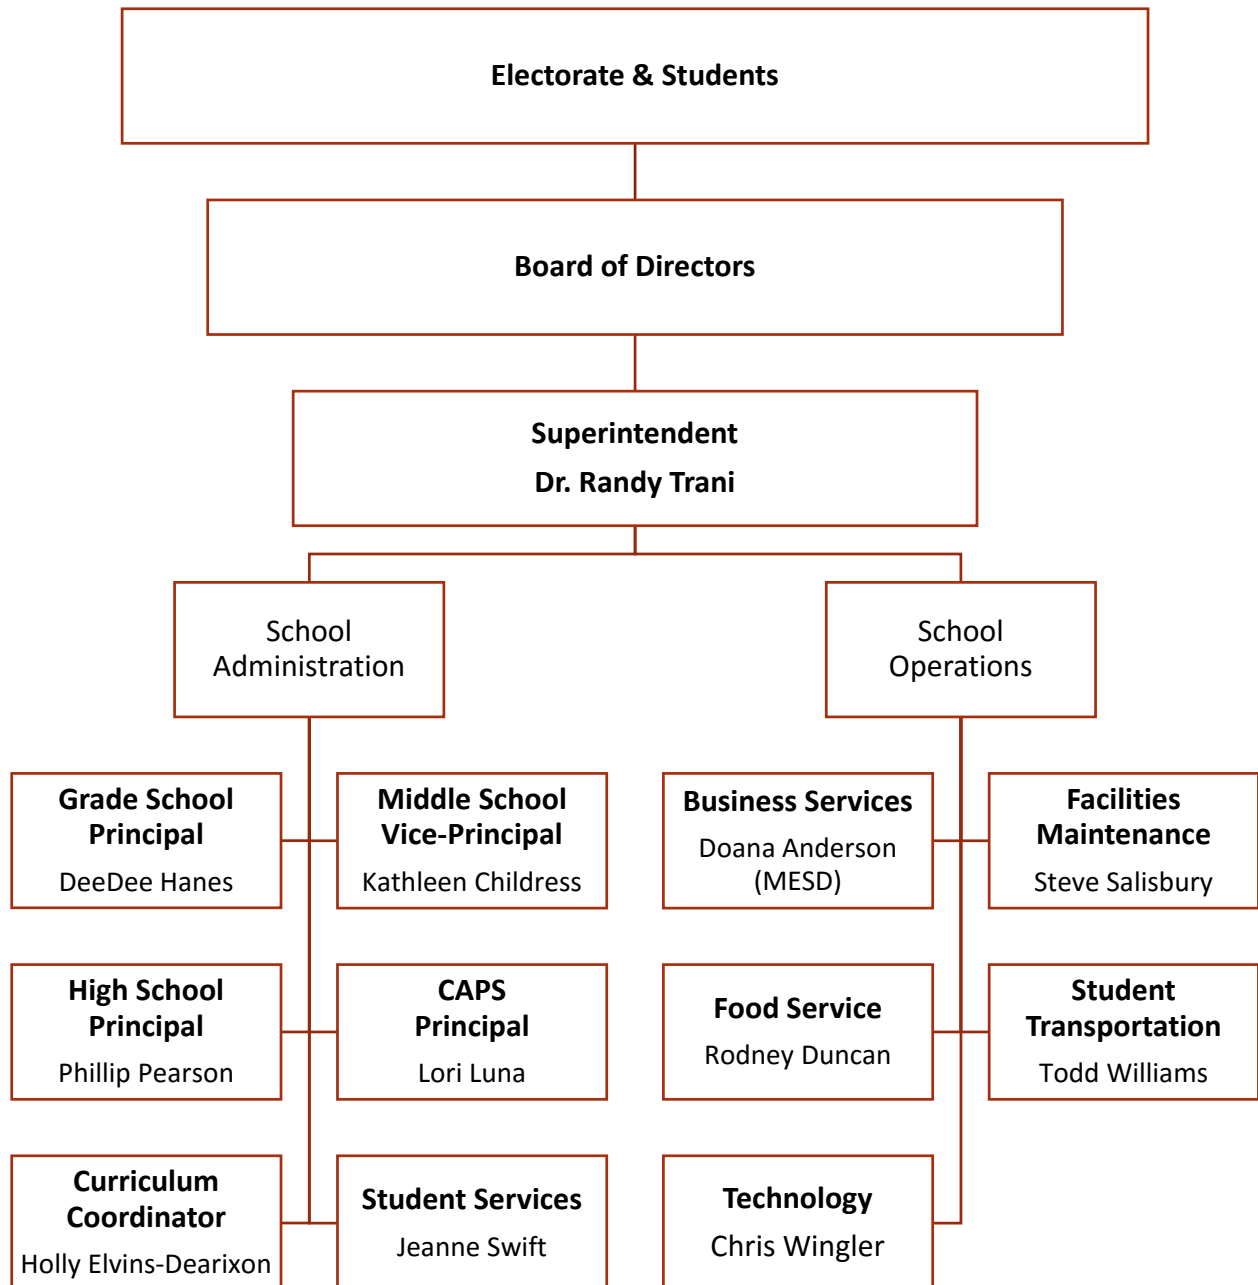 Electorate & Students
Board of Directors
Superintendent
Dr. Randy Trani
School
Administration
School
Operations
Grade School
Principal
DeeDee Hanes
Middle School
Vice-Principal
Kathleen Childress
Business Services
Doana Anderson
(MESD)
Facilities
Maintenance
Steve Salisbury
High School
Principal
Phillip Pearson
CAPS
Principal
Lori Luna
Food Service
Rodney Duncan
Student
Transportation
Todd Williams
Curriculum
Coordinator
Holly Elvins-Dearixon
Student Services
Jeanne Swift
Technology
Chris Wingler